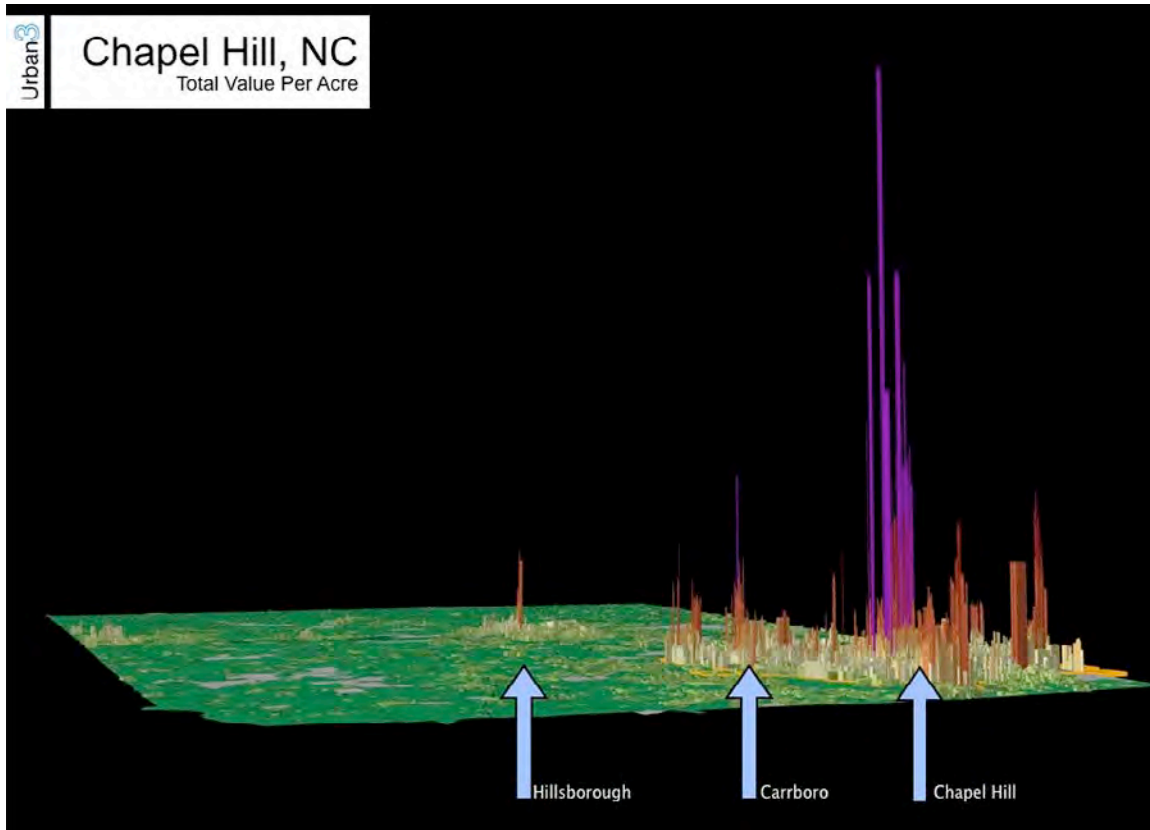 Urban3
Chapel Hill, NC
Total Value Per Acre
Hillsborough
Carrboro
Chapel Hill